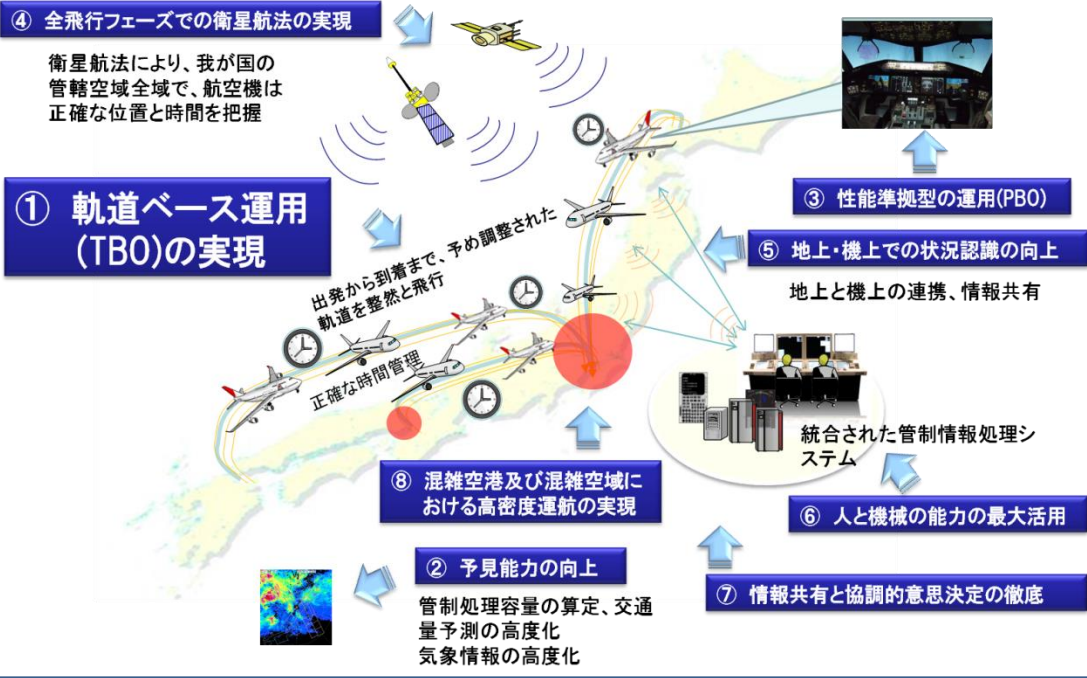 ④ 全飛行フェーズでの衛星航法の実現
衛星航法により、我が国の
管轄空域全域で、航空機は
正確な位置と時間を把握
① 軌道ベース運用
(TBO)の実現
出発から到着まで、予め調整された
軌道を整然と飛行
正確な時間管理
③ 性能準拠型の運用(PBO)
⑤ 地上・機上での状況認識の向上
地上と機上の連携、情報共有
統合された管制情報処理シ
ステム
⑧ 混雑空港及び混雑空域に
おける高密度運航の実現
⑥ 人と機械の能力の最大活用
② 予見能力の向上
管制処理容量の算定、交通
量予測の高度化
気象情報の高度化
⑦ 情報共有と協調的意思決定の徹底